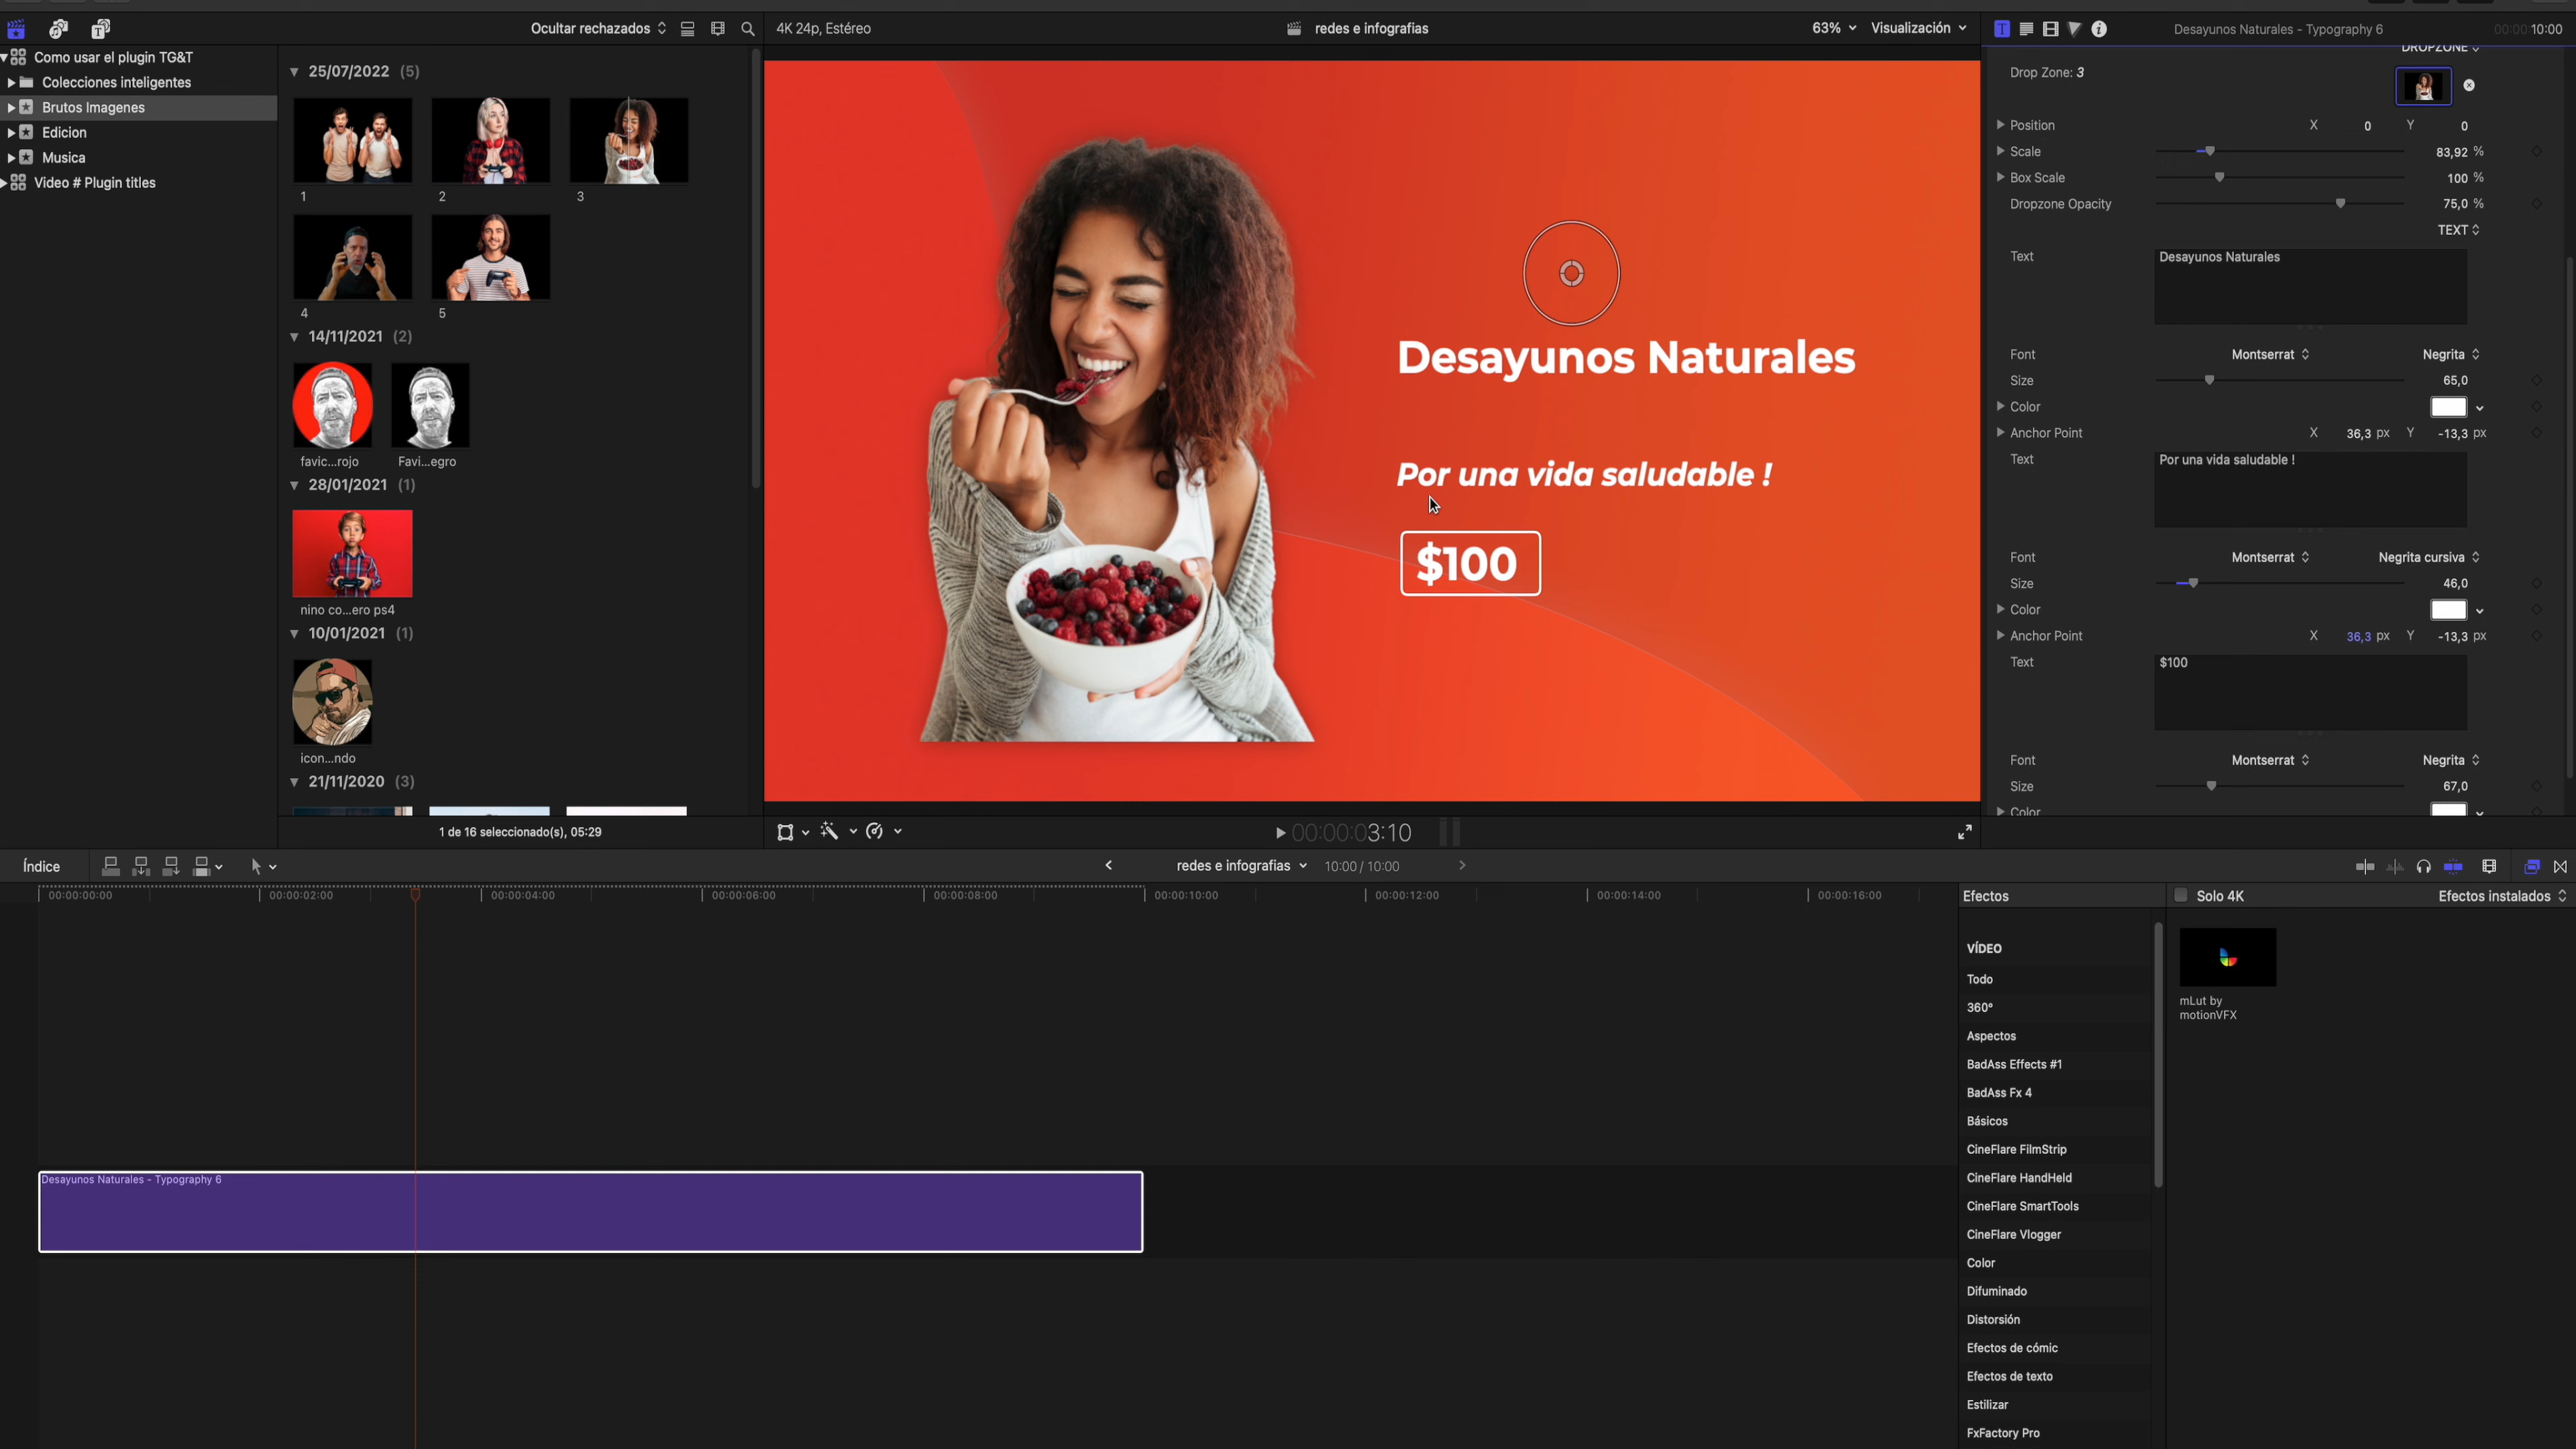 Ocultar rechazados
4K 24p, Estéreo
redes e infografias
63%
Visualización
Desayunos Naturales - Typography 6
00:00:10:00
Como usar el plugin TG&T
Colecciones inteligentes
Brutos Imagenes
Edicion
Musica
Video # Plugin titles
25/07/2022 (5)
1
2
3
4
5
14/11/2021 (2)
favic...rojo
Favi...egro
28/01/2021 (1)
nino co...ero ps4
10/01/2021 (1)
icon...ndo
21/11/2020 (3)
1 de 16 seleccionado(s), 05:29
Desayunos Naturales
Por una vida saludable !
$100
00:00:03:10
DROPZONE
Drop Zone: 3
Position X 0 Y 0
Scale 83,92 %
Box Scale 100 %
Dropzone Opacity 75,0 %
TEXT
Text Desayunos Naturales
Font Montserrat Negrita
Size 65,0
Color
Anchor Point X 36,3 px Y -13,3 px
Text Por una vida saludable !
Font Montserrat Negrita cursiva
Size 46,0
Color
Anchor Point X 36,3 px Y -13,3 px
Text $100
Font Montserrat Negrita
Size 67,0
Color
Índice
redes e infografias
10:00 / 10:00
00:00:00:00
00:00:02:00
00:00:04:00
00:00:06:00
00:00:08:00
00:00:10:00
00:00:12:00
00:00:14:00
00:00:16:00
Desayunos Naturales - Typography 6
Efectos
Solo 4K
Efectos instalados
VÍDEO
Todo
360°
Aspectos
BadAss Effects #1
BadAss Fx 4
Básicos
CineFlare FilmStrip
CineFlare HandHeld
CineFlare SmartTools
CineFlare Vlogger
Color
Difuminado
Distorsión
Efectos de cómic
Efectos de texto
Estilizar
FxFactory Pro
mLut by
motionVFX